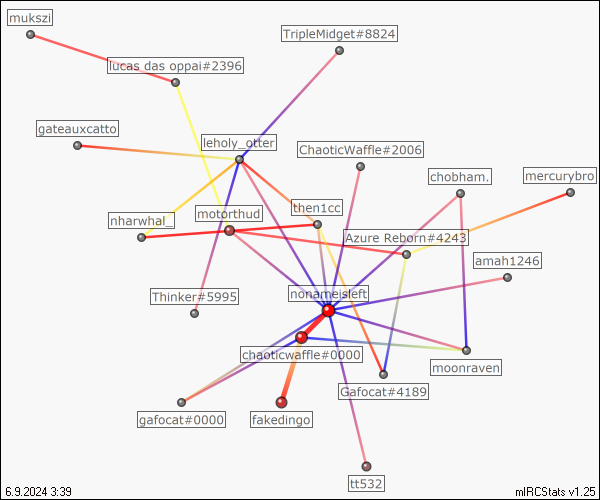 mukszi
TripleMidget#8824
lucas das oppai#2396
gateauxcatto
leholy_otter
ChaoticWaffle#2006
chobham.
mercurybro
nharwhal_
motorthud
then1cc
Azure Reborn#4243
amah1246
Thinker#5995
nonameisleft
chaoticwaffle#0000
moonraven
Gafocat#4189
gafocat#0000
fakedingo
tt532
6.9.2024 3:39
mIRCStats v1.25